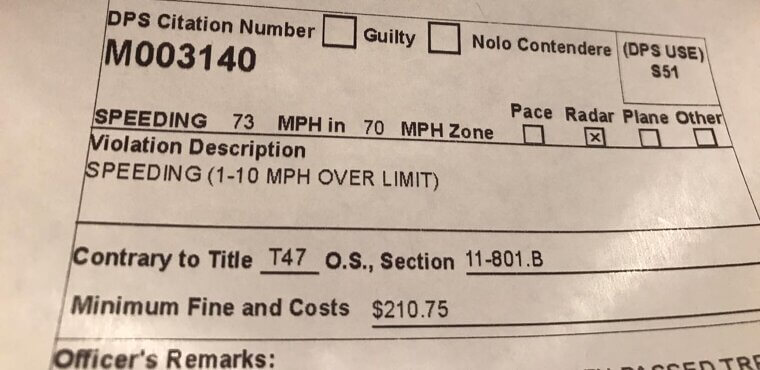 DPS Citation Number Guilty Nolo Contendere (DPS USE)
M003140 S51
Pace Radar Plane Other
SPEEDING 73 MPH in 70 MPH Zone x
Violation Description
SPEEDING (1-10 MPH OVER LIMIT)
Contrary to Title T47 O.S., Section 11-801.B
Minimum Fine and Costs $210.75
Officer's Remarks:
PASSED